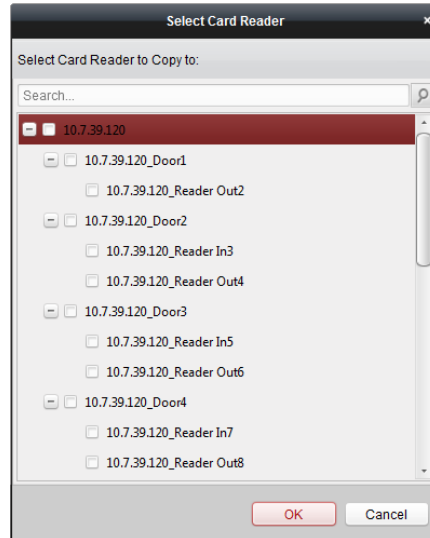 Select Card Reader
Select Card Reader to Copy to:
Search...
10.7.39.120
10.7.39.120_Door1
10.7.39.120_Reader Out2
10.7.39.120_Door2
10.7.39.120_Reader In3
10.7.39.120_Reader Out4
10.7.39.120_Door3
10.7.39.120_Reader In5
10.7.39.120_Reader Out6
10.7.39.120_Door4
10.7.39.120_Reader In7
10.7.39.120_Reader Out8
OK Cancel